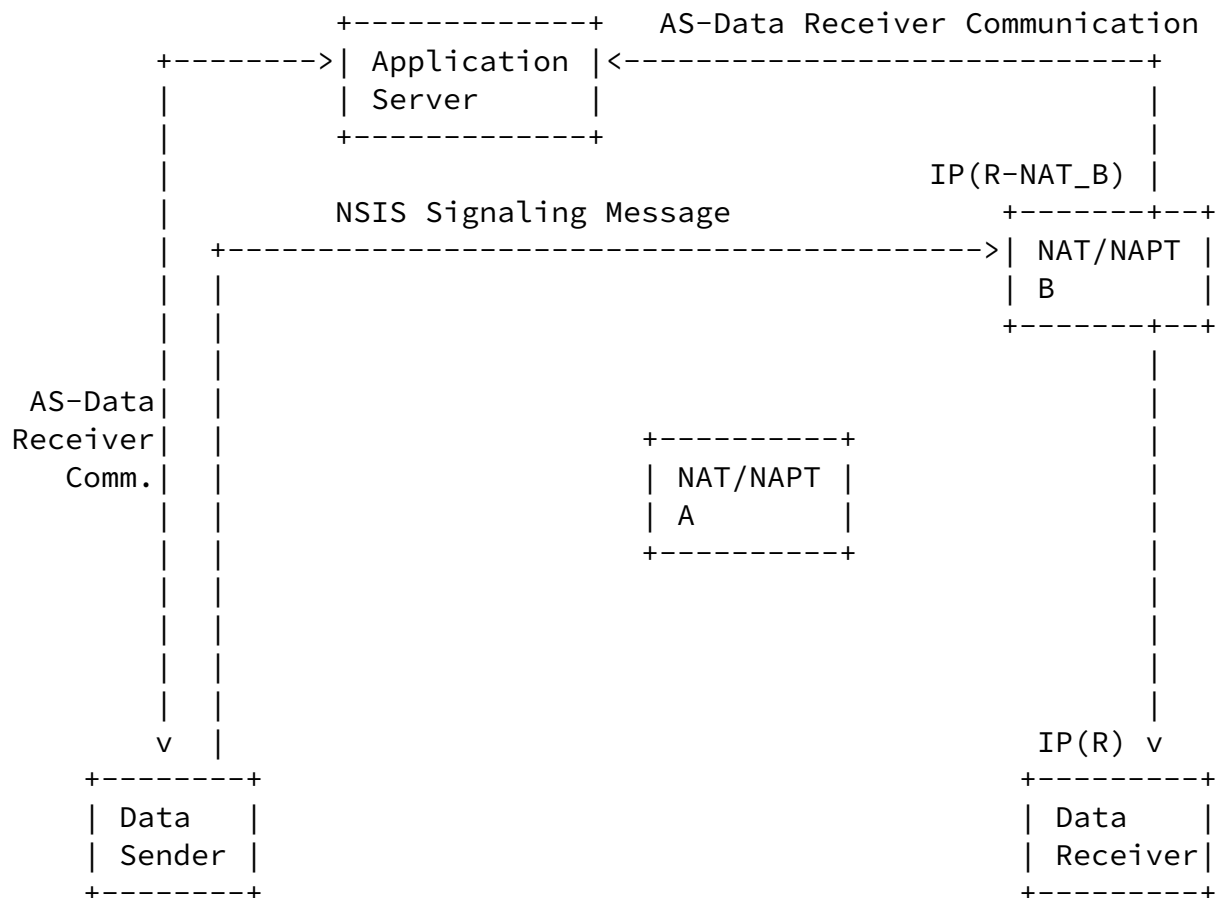 AS-Data Receiver Communication
Application
Server
IP(R-NAT_B)
NSIS Signaling Message
NAT/NAPT
B
AS-Data
Receiver
Comm.
NAT/NAPT
A
v
IP(R) v
Data
Sender
Data
Receiver